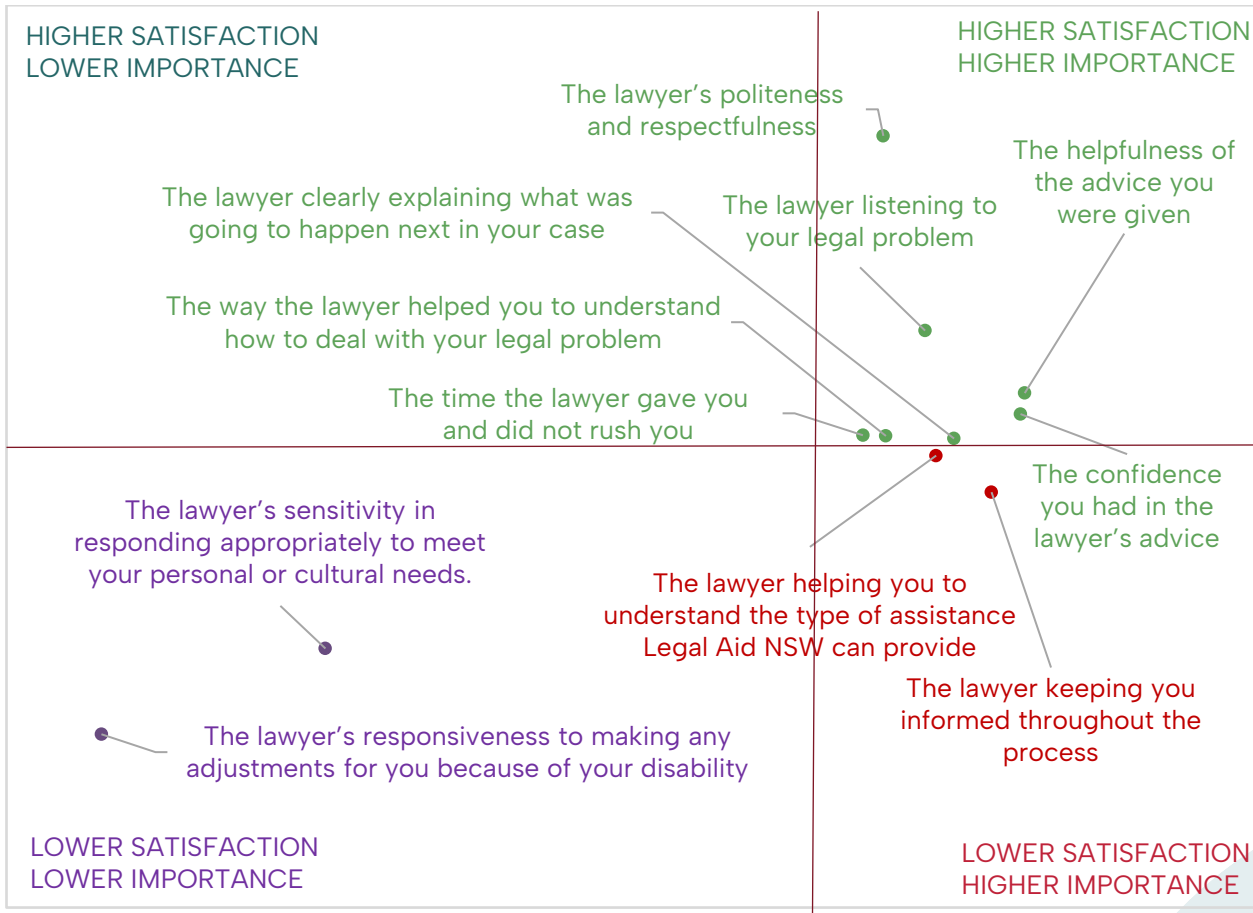 HIGHER SATISFACTION
LOWER IMPORTANCE
HIGHER SATISFACTION
HIGHER IMPORTANCE
The lawyer’s politeness
and respectfulness
The helpfulness of
the advice you
were given
The lawyer clearly explaining what was
going to happen next in your case
The lawyer listening to
your legal problem
The way the lawyer helped you to understand
how to deal with your legal problem
The time the lawyer gave you
and did not rush you
The confidence
you had in the
lawyer’s advice
The lawyer’s sensitivity in
responding appropriately to meet
your personal or cultural needs.
The lawyer helping you to
understand the type of assistance
Legal Aid NSW can provide
The lawyer keeping you
informed throughout the
process
The lawyer’s responsiveness to making any
adjustments for you because of your disability
LOWER SATISFACTION
LOWER IMPORTANCE
LOWER SATISFACTION
HIGHER IMPORTANCE